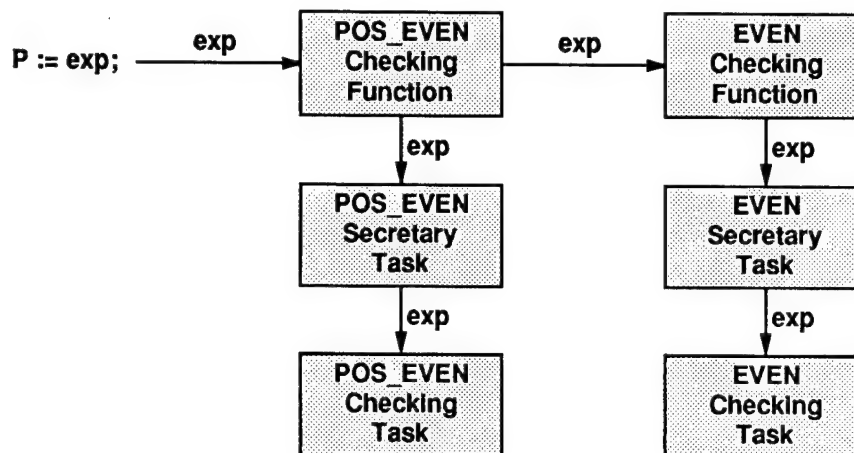 P := exp;
exp
POS_EVEN
Checking
Function
exp
EVEN
Checking
Function
exp
exp
POS_EVEN
Secretary
Task
EVEN
Secretary
Task
exp
exp
POS_EVEN
Checking
Task
EVEN
Checking
Task